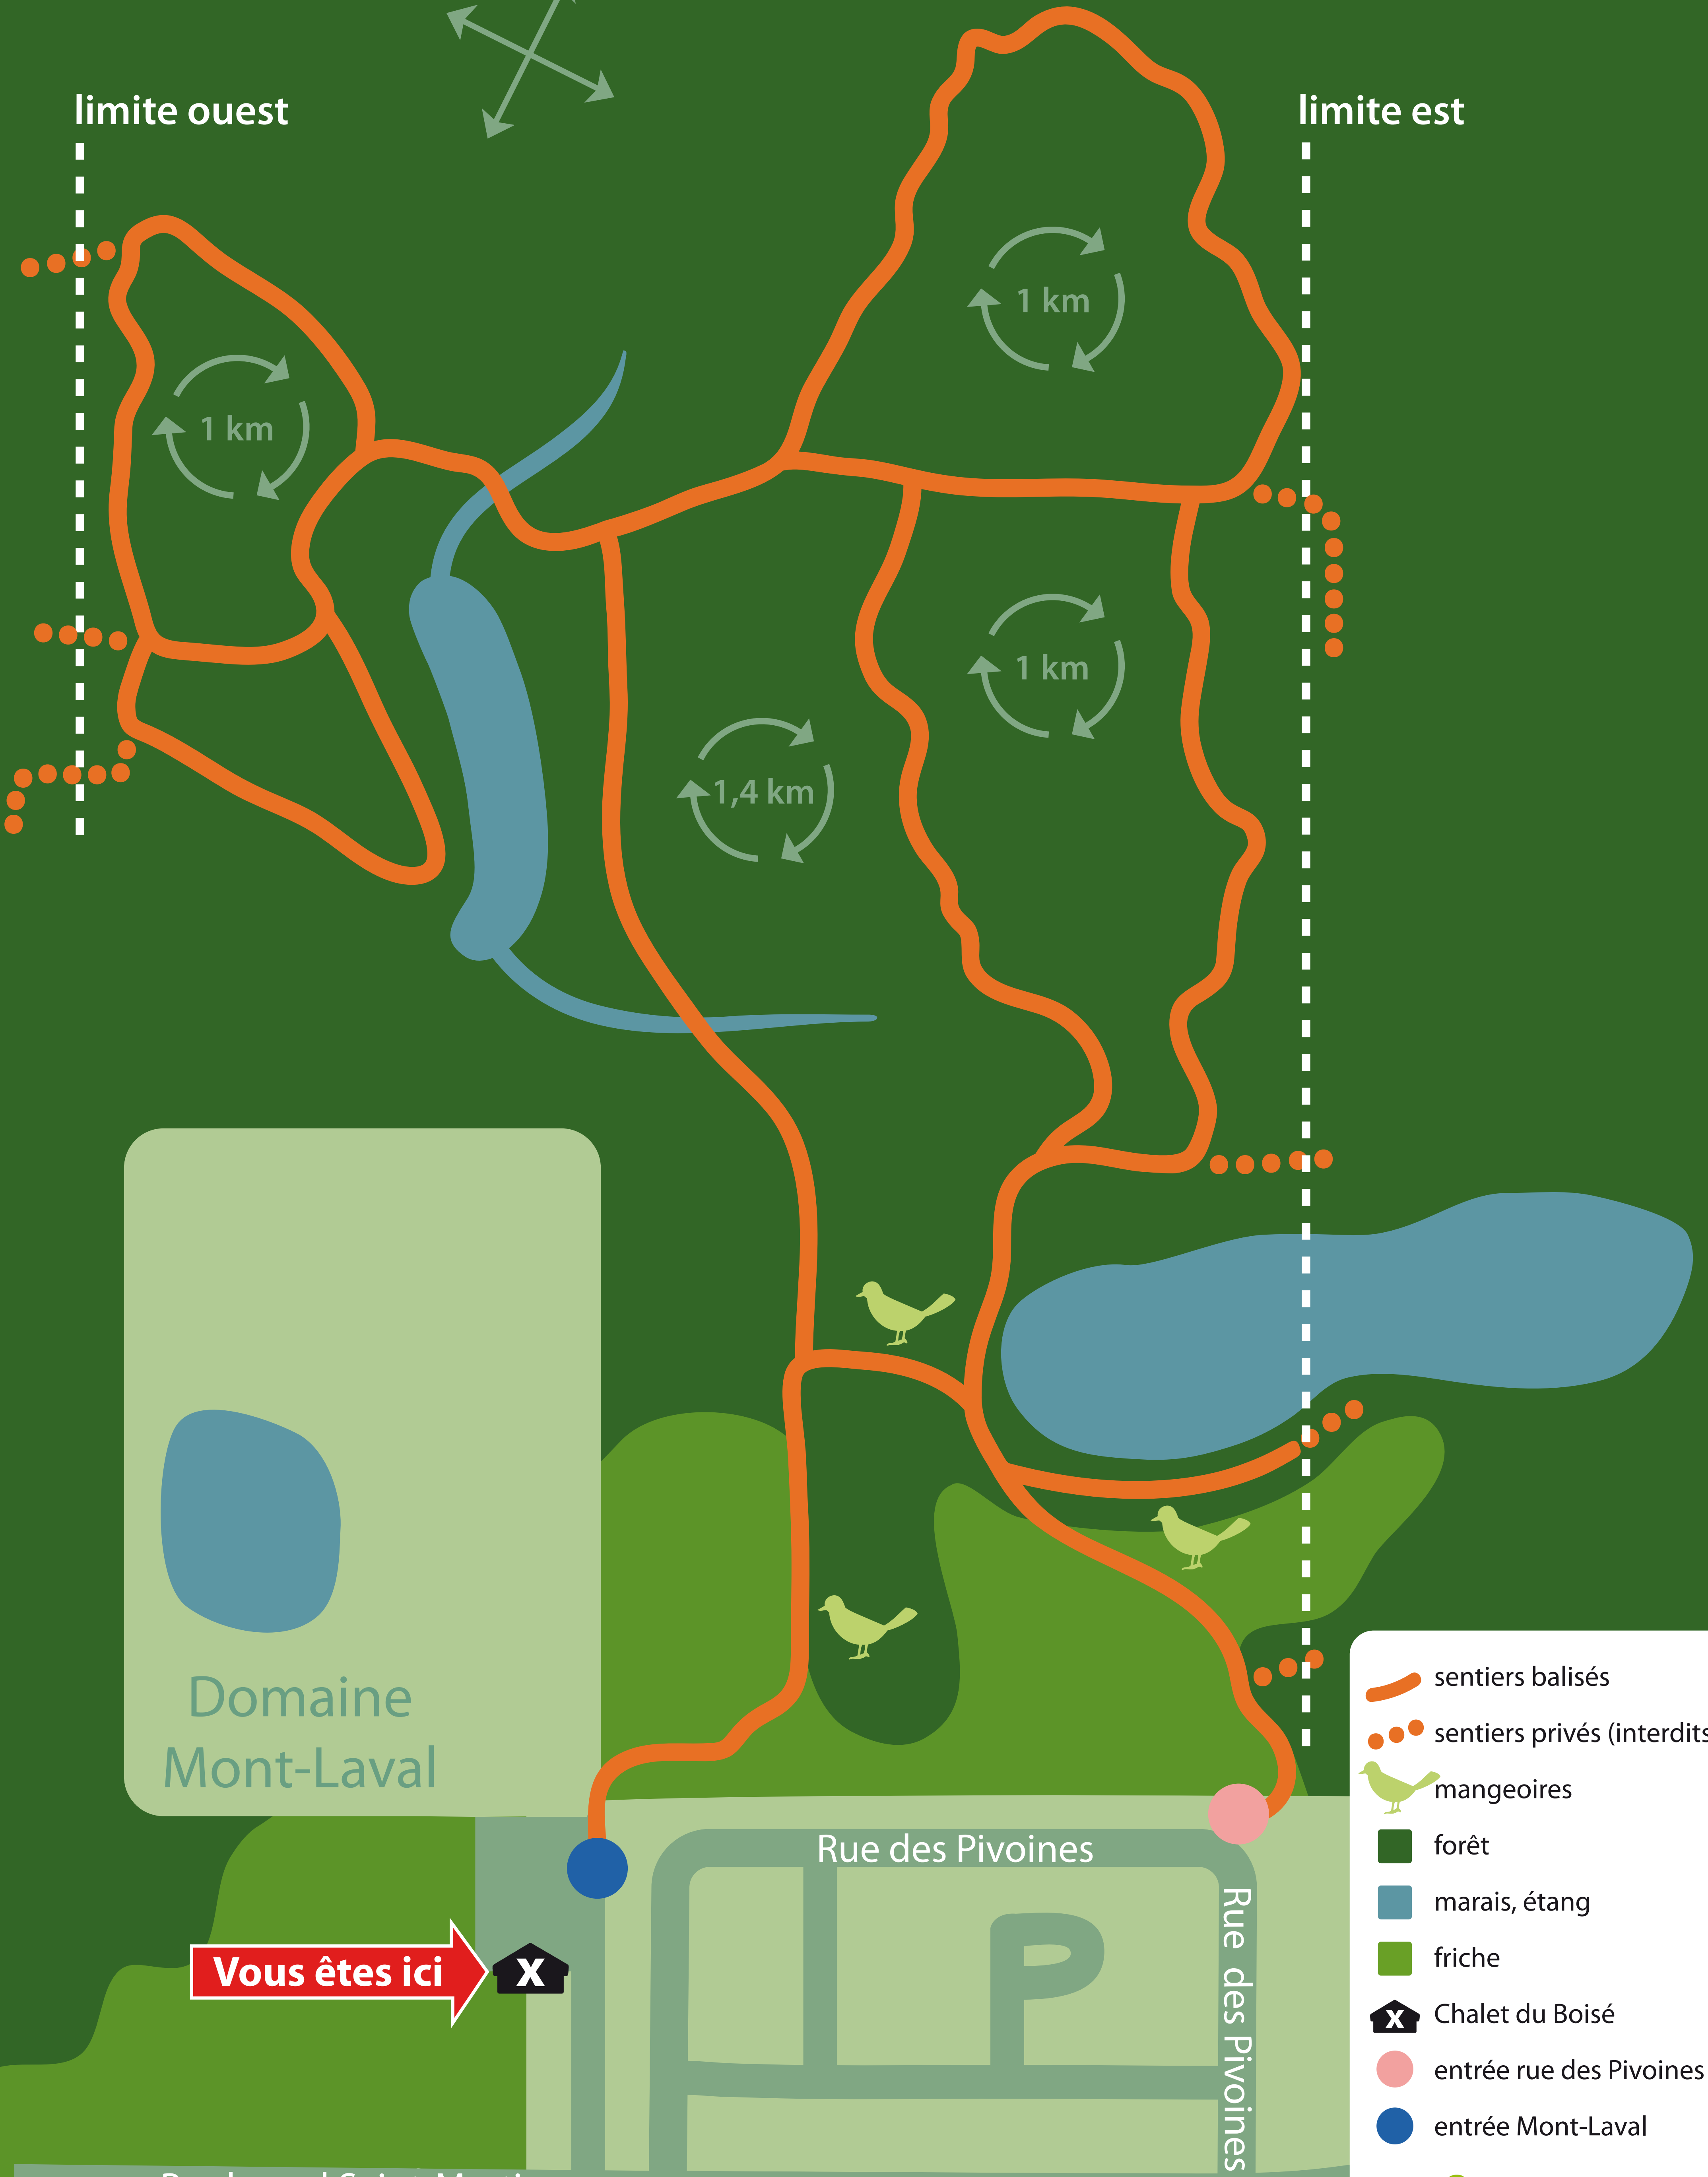 limite ouest
limite est
1 km
1 km
1 km
1,4 km
Domaine
Mont-Laval
Rue des Pivoines
Rue des Pivoines
Vous êtes ici
X
sentiers balisés
sentiers privés (interdits
mangeoires
forêt
marais, étang
friche
X
Chalet du Boisé
entrée rue des Pivoines
entrée Mont-Laval